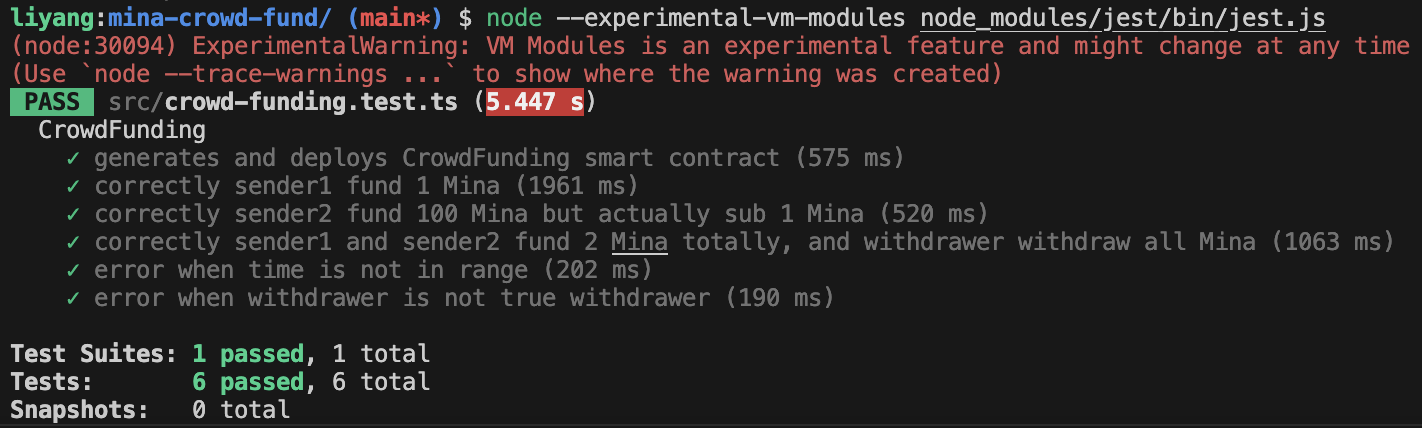 liyang:mina-crowd-fund/ (main*) $ node --experimental-vm-modules node_modules/jest/bin/jest.js
(node:30094) ExperimentalWarning: VM Modules is an experimental feature and might change at any time
(Use `node --trace-warnings ...` to show where the warning was created)
PASS src/crowd-funding.test.ts (5.447 s)
CrowdFunding
✓ generates and deploys CrowdFunding smart contract (575 ms)
✓ correctly sender1 fund 1 Mina (1961 ms)
✓ correctly sender2 fund 100 Mina but actually sub 1 Mina (520 ms)
✓ correctly sender1 and sender2 fund 2 Mina totally, and withdrawer withdraw all Mina (1063 ms)
✓ error when time is not in range (202 ms)
✓ error when withdrawer is not true withdrawer (190 ms)
Test Suites: 1 passed, 1 total
Tests: 6 passed, 6 total
Snapshots: 0 total